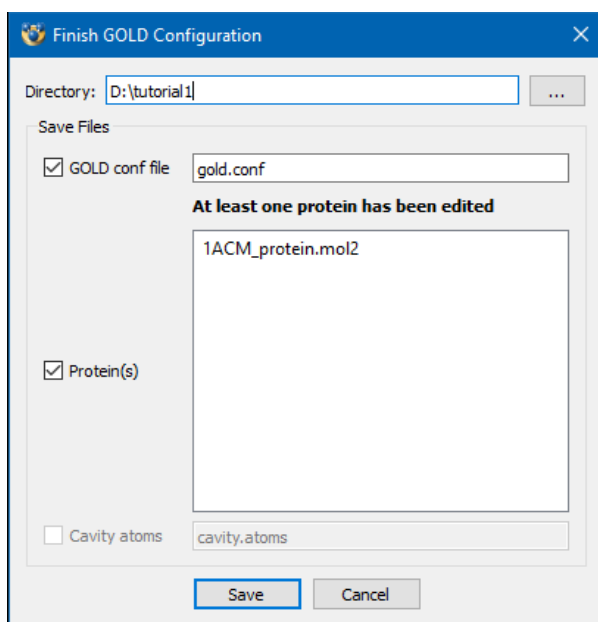 Finish GOLD Configuration
Directory: D:\tutorial1 ...
Save Files
GOLD conf file gold.conf
At least one protein has been edited
1ACM_protein.mol2
Protein(s)
Cavity atoms cavity.atoms
Save Cancel